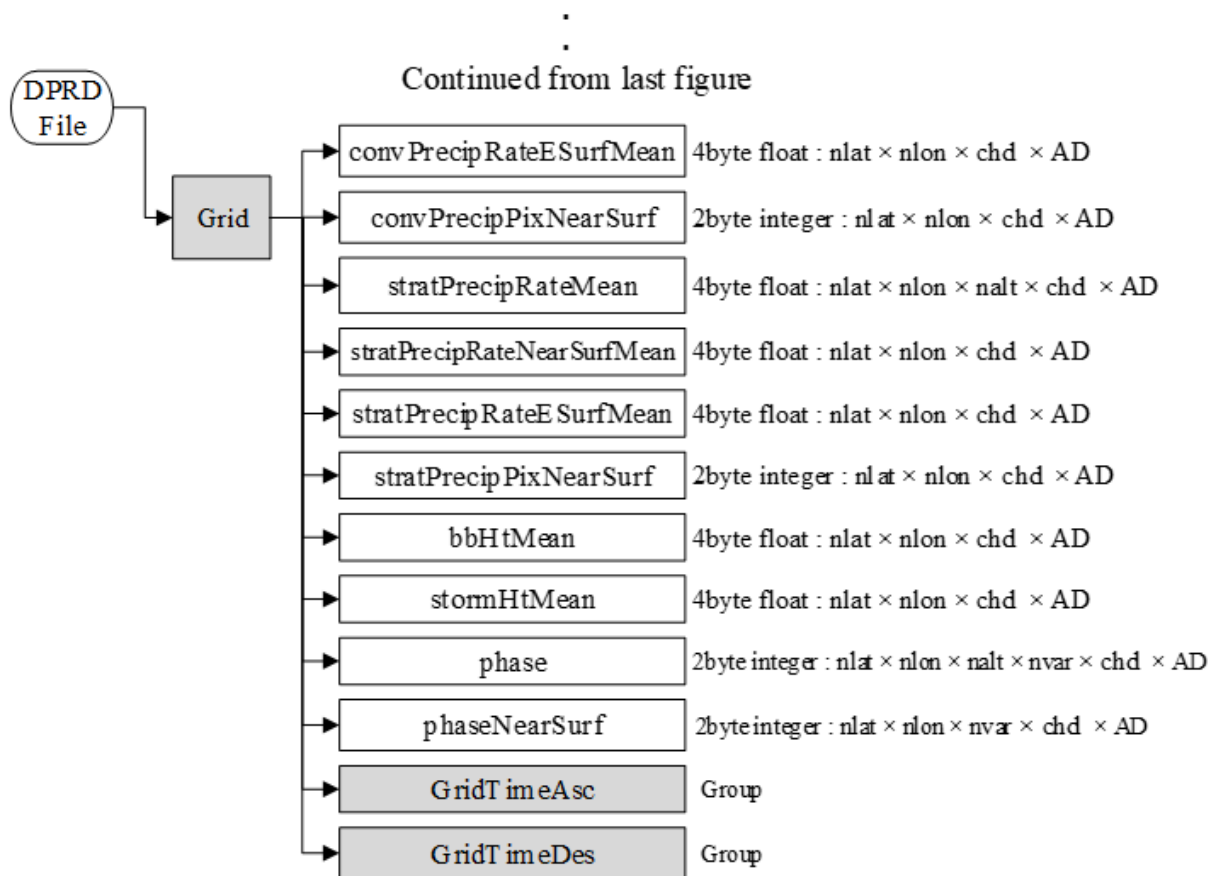 .
.
Continued from last figure
DPRD
File
Grid
convPrecipRateESurfMean 4byte float : nlat × nlon × chd × AD
convPrecipPixNearSurf 2byte integer : nlat × nlon × chd × AD
stratPrecipRateMean 4byte float : nlat × nlon × nalt × chd × AD
stratPrecipRateNearSurfMean 4byte float : nlat × nlon × chd × AD
stratPrecipRateESurfMean 4byte float : nlat × nlon × chd × AD
stratPrecipPixNearSurf 2byte integer : nlat × nlon × chd × AD
bbHtMean 4byte float : nlat × nlon × chd × AD
stormHtMean 4byte float : nlat × nlon × chd × AD
phase 2byte integer : nlat × nlon × nalt × nvar × chd × AD
phaseNearSurf 2byte integer : nlat × nlon × nvar × chd × AD
GridTimeAsc Group
GridTimeDes Group